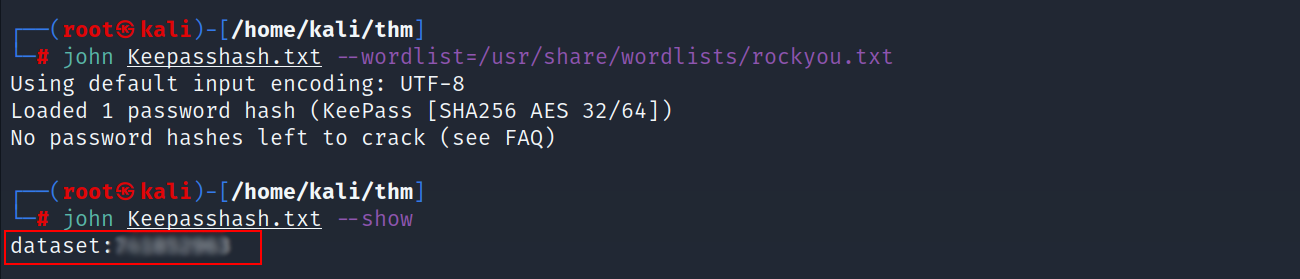 ┌──(root㉿kali)-[/home/kali/thm]
└─# john Keepasshash.txt --wordlist=/usr/share/wordlists/rockyou.txt
Using default input encoding: UTF-8
Loaded 1 password hash (KeePass [SHA256 AES 32/64])
No password hashes left to crack (see FAQ)
┌──(root㉿kali)-[/home/kali/thm]
└─# john Keepasshash.txt --show
dataset: